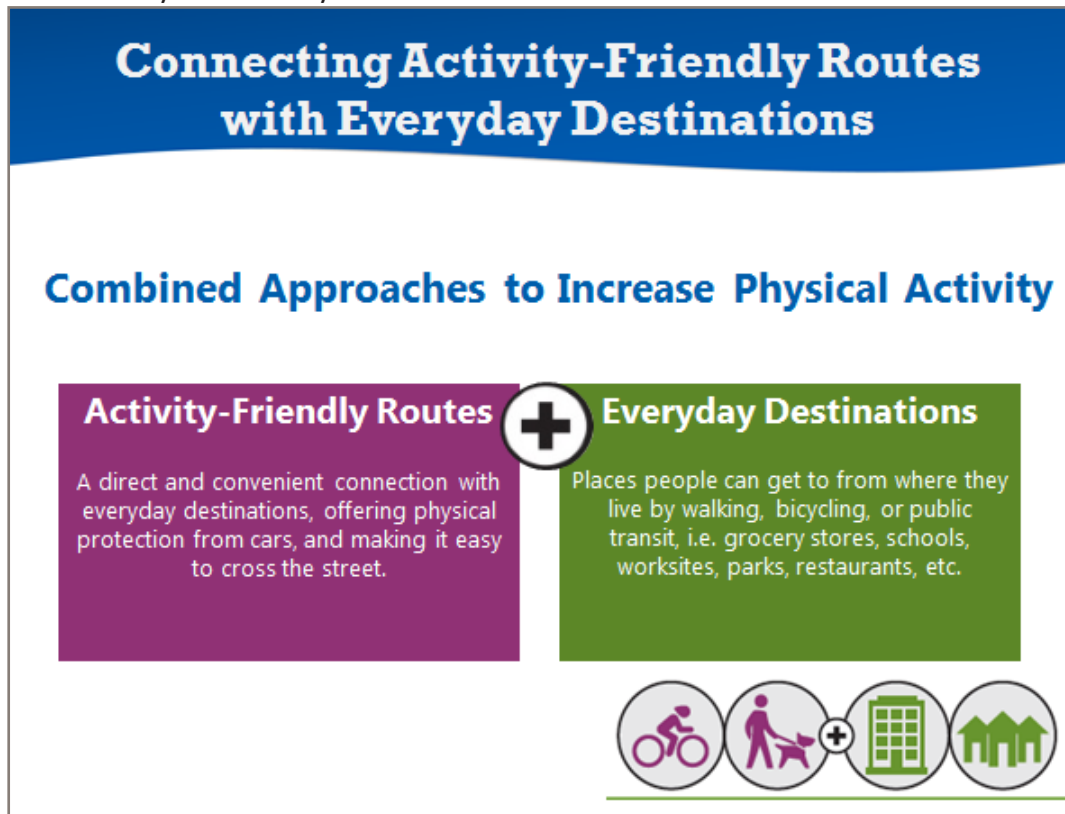 Connecting Activity-Friendly Routes
with Everyday Destinations
Combined Approaches to Increase Physical Activity
Activity-Friendly Routes
A direct and convenient connection with
everyday destinations, offering physical
protection from cars, and making it easy
to cross the street.
Everyday Destinations
Places people can get to from where they
live by walking, bicycling, or public
transit, i.e. grocery stores, schools,
worksites, parks, restaurants, etc.